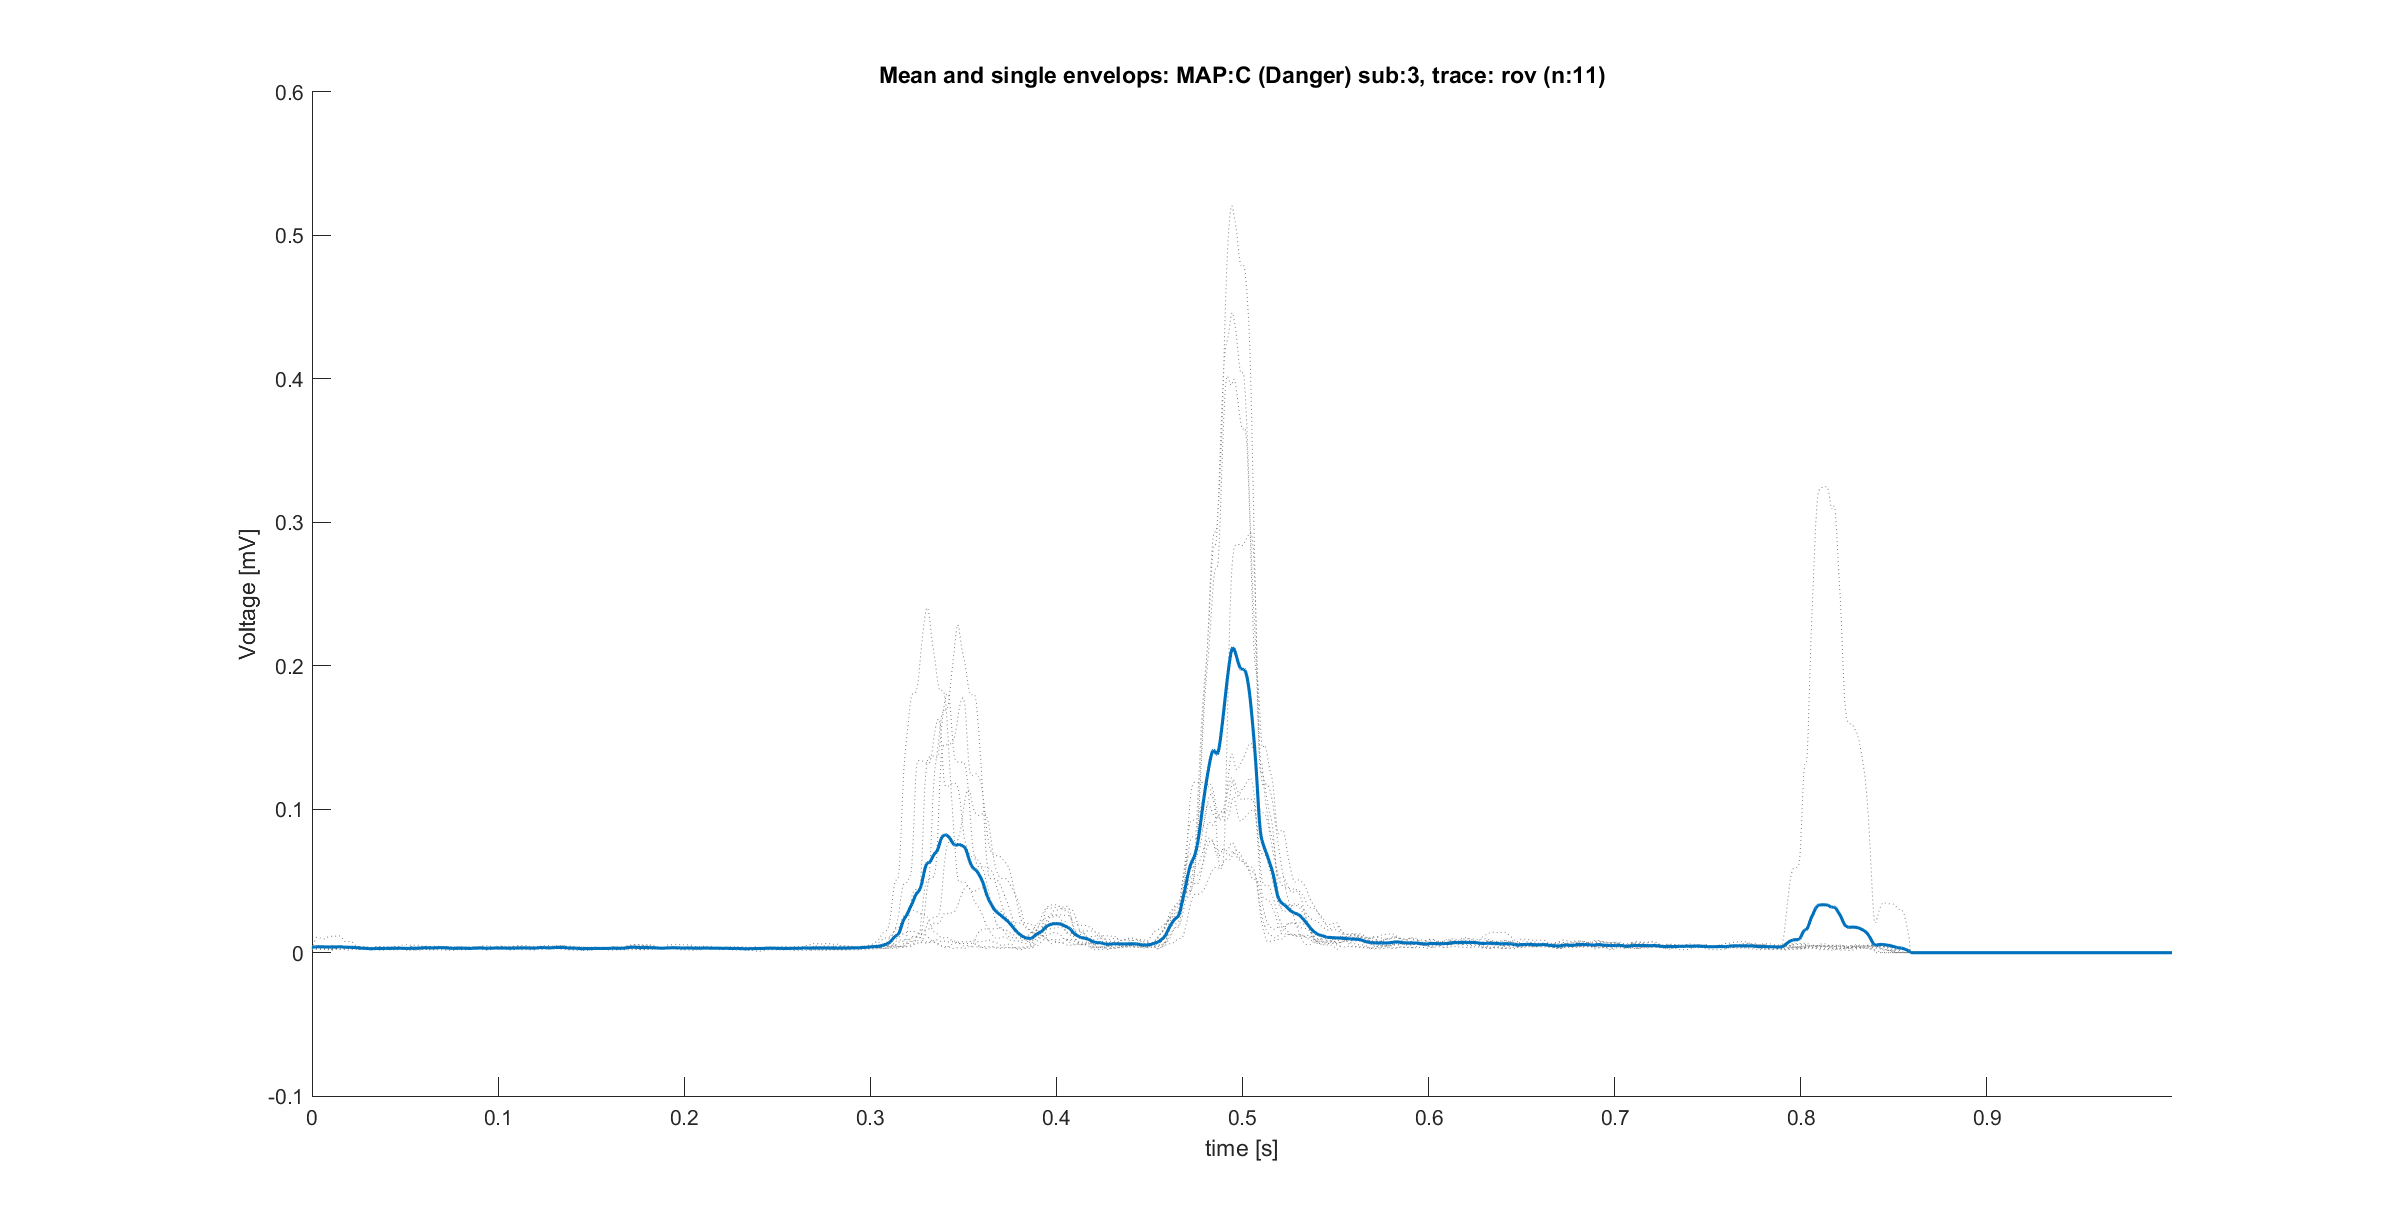 Mean and single envelops: MAP:C (Danger) sub:3, trace: rov (n:11)
0.6
0.5
0.4
0.3
0.2
0.1
0
-0.1
Voltage [mV]
0 0.1 0.2 0.3 0.4 0.5 0.6 0.7 0.8 0.9
time [s]